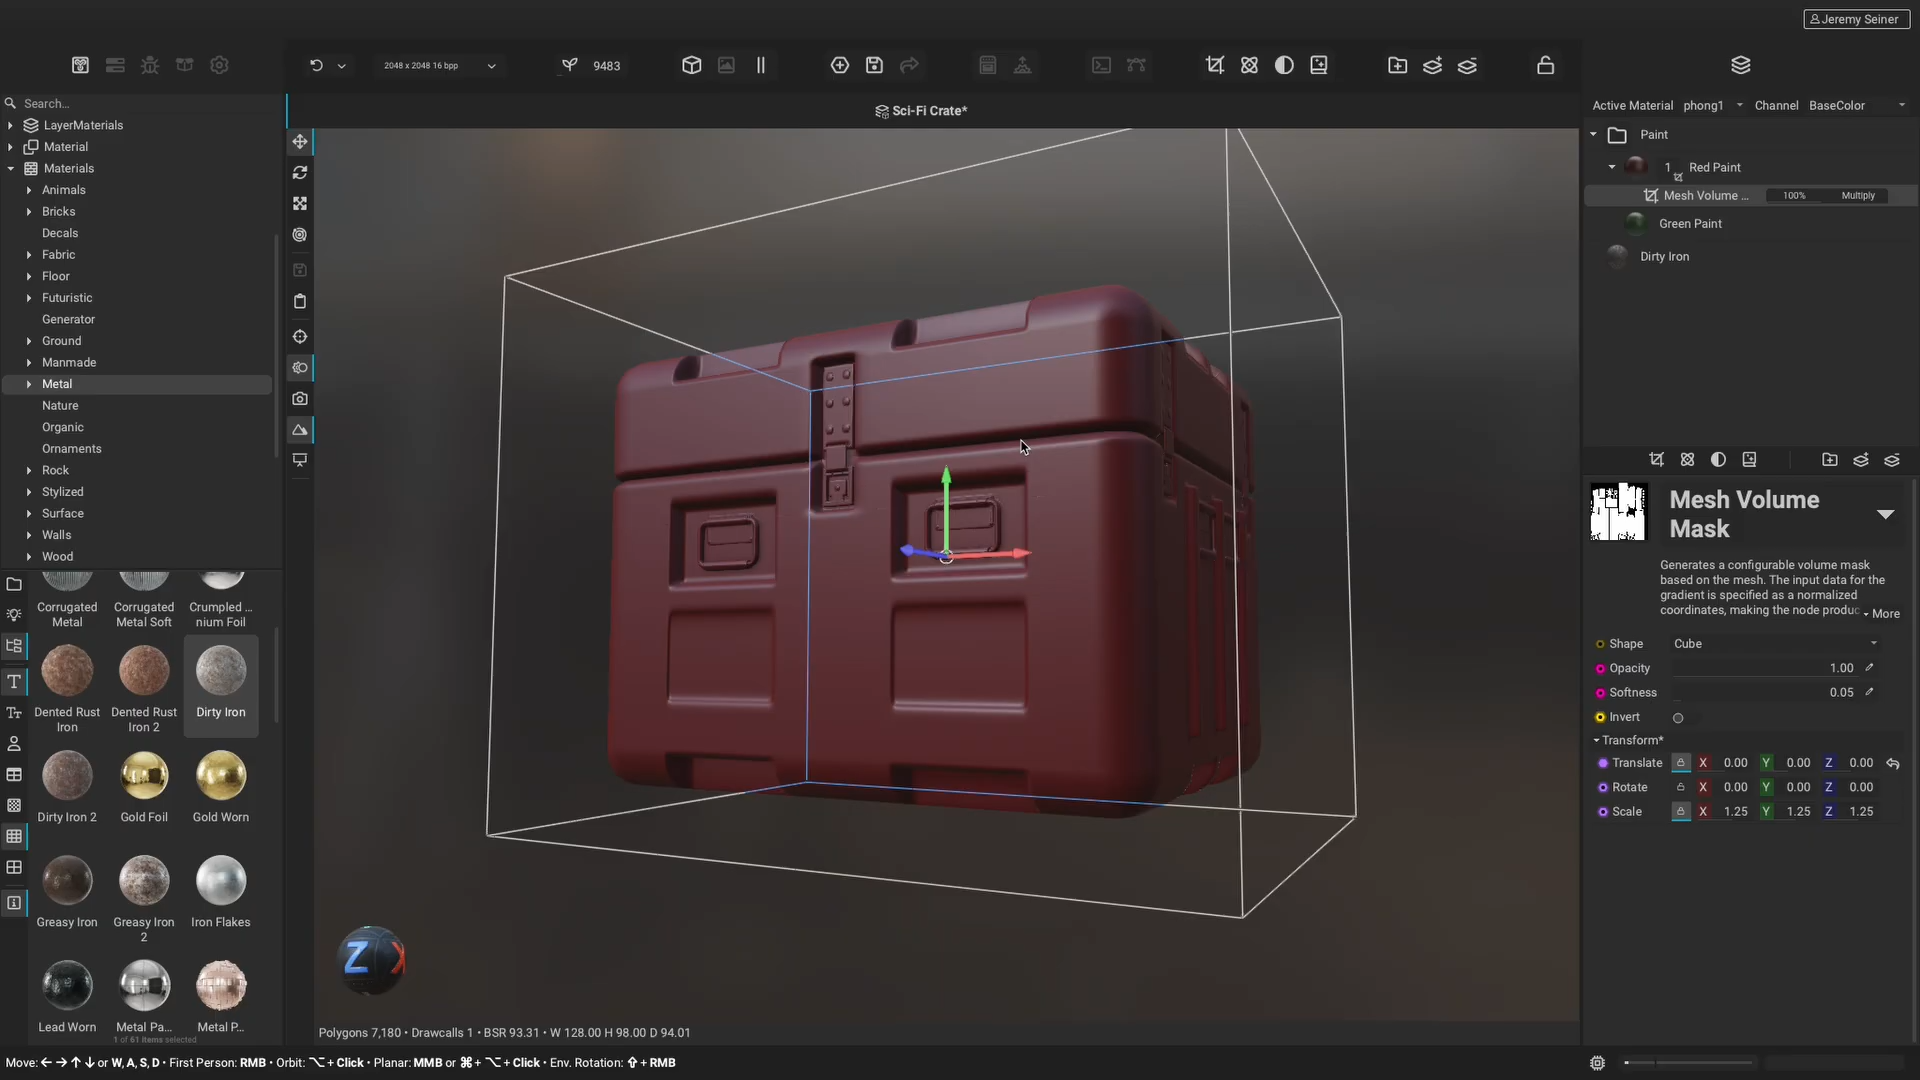 Jeremy Seiner
2048 x 2048 16 bpp
9483
Search...
LayerMaterials
Material
Materials
Animals
Bricks
Decals
Fabric
Floor
Futuristic
Generator
Ground
Manmade
Metal
Nature
Organic
Ornaments
Rock
Stylized
Surface
Walls
Wood
Corrugated Metal
Corrugated Metal Soft
Crumpled ... nium Foil
Dented Rust Iron
Dented Rust Iron 2
Dirty Iron
Dirty Iron 2
Gold Foil
Gold Worn
Greasy Iron
Greasy Iron 2
Iron Flakes
Lead Worn
Metal Pa...
Metal P...
1 of 61 items selected
Sci-Fi Crate*
Z X
Polygons 7,180 • Drawcalls 1 • BSR 93.31 • W 128.00 H 98.00 D 94.01
Active Material phong1 Channel BaseColor
Paint
1 Red Paint
Mesh Volume ... 100% Multiply
Green Paint
Dirty Iron
Mesh Volume
Mask
Generates a configurable volume mask
based on the mesh. The input data for the
gradient is specified as a normalized
coordinates, making the node produc More
Shape Cube
Opacity 1.00
Softness 0.05
Invert
Transform*
Translate X 0.00 Y 0.00 Z 0.00
Rotate X 0.00 Y 0.00 Z 0.00
Scale X 1.25 Y 1.25 Z 1.25
Move: ← → ↑ ↓ or W, A, S, D • First Person: RMB • Orbit: ⌥ + Click • Planar: MMB or ⌘ + ⌥ + Click • Env. Rotation: ⇧ + RMB